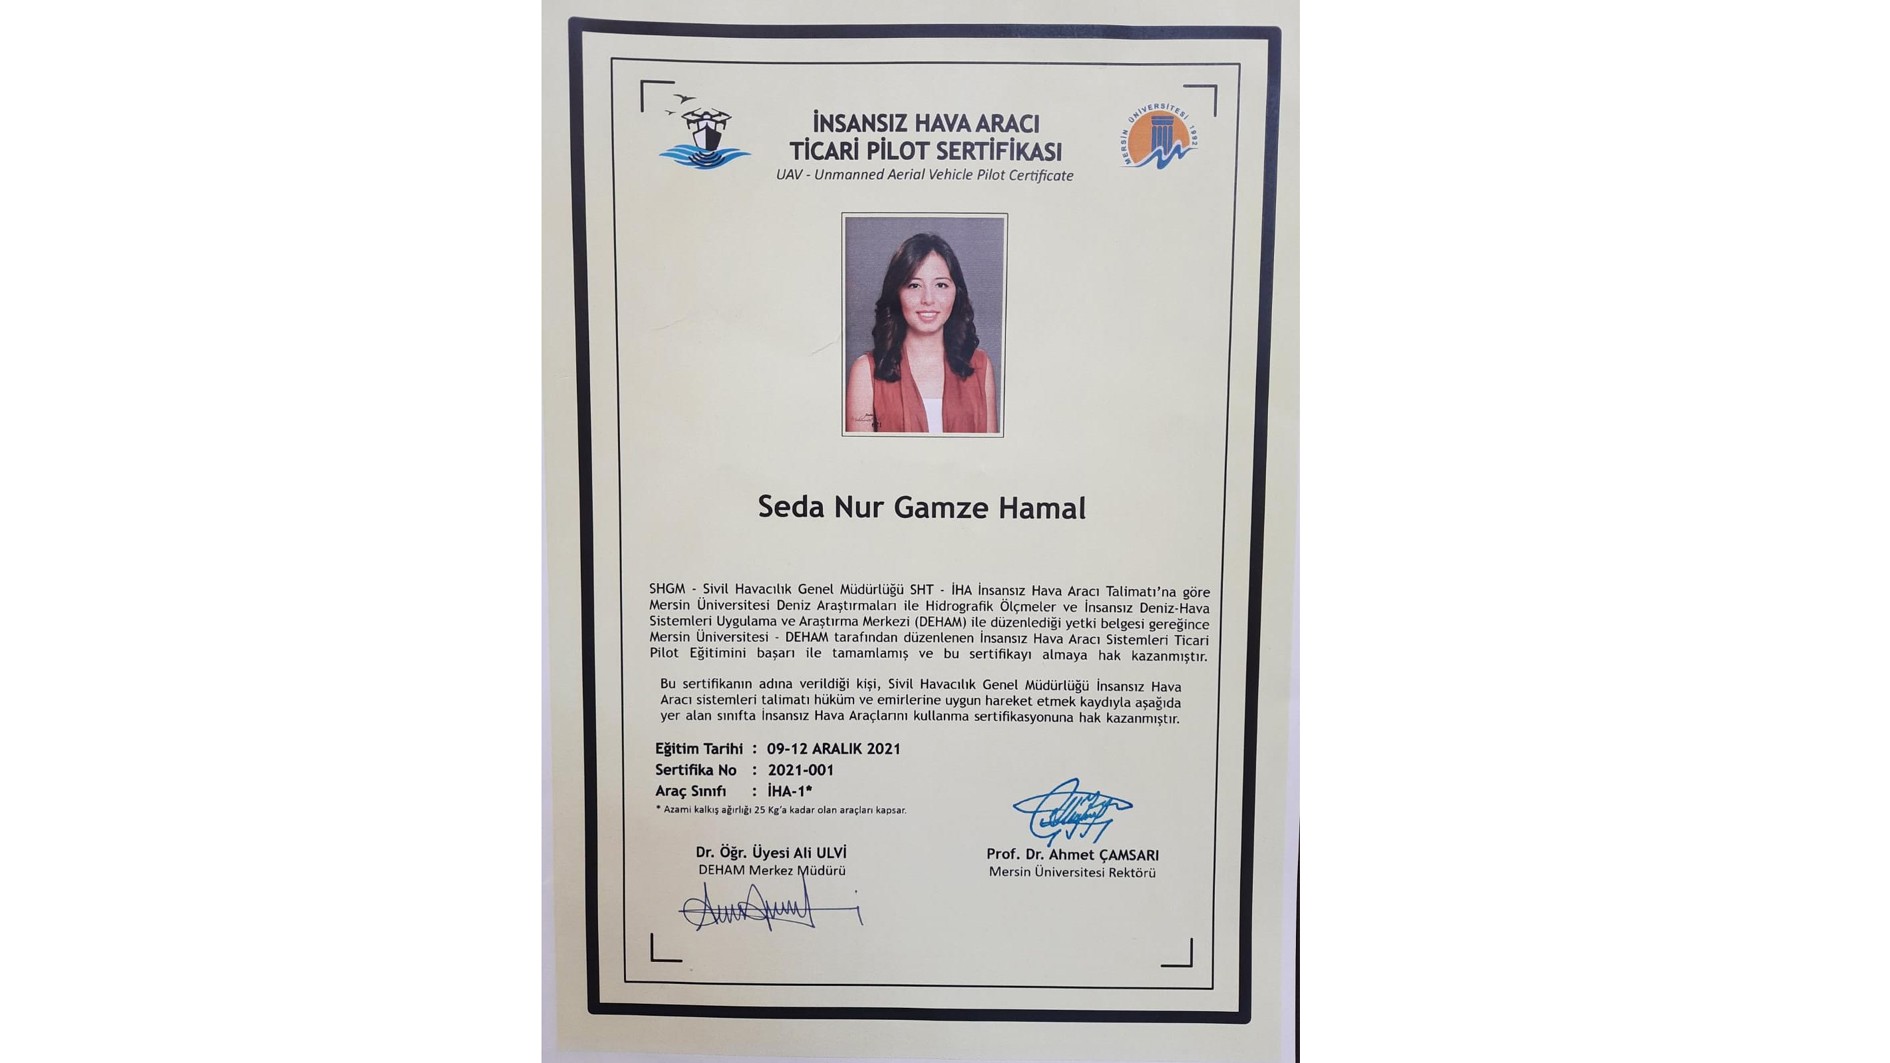 İNSANSIZ HAVA ARACI
TİCARİ PİLOT SERTİFİKASI
UAV - Unmanned Aerial Vehicle Pilot Certificate
MERSİN ÜNİVERSİTESİ 1992
Seda Nur Gamze Hamal
SHGM - Sivil Havacılık Genel Müdürlüğü SHT - İHA İnsansız Hava Aracı Talimatı'na göre
Mersin Üniversitesi Deniz Araştırmaları ile Hidrografik Ölçmeler ve İnsansız Deniz-Hava
Sistemleri Uygulama ve Araştırma Merkezi (DEHAM) ile düzenlediği yetki belgesi gereğince
Mersin Üniversitesi - DEHAM tarafından düzenlenen İnsansız Hava Aracı Sistemleri Ticari
Pilot Eğitimini başarı ile tamamlamış ve bu sertifikayı almaya hak kazanmıştır.
Bu sertifikanın adına verildiği kişi, Sivil Havacılık Genel Müdürlüğü İnsansız Hava
Aracı sistemleri talimatı hüküm ve emirlerine uygun hareket etmek kaydıyla aşağıda
yer alan sınıfta İnsansız Hava Araçlarını kullanma sertifikasyonuna hak kazanmıştır.
Eğitim Tarihi : 09-12 ARALIK 2021
Sertifika No : 2021-001
Araç Sınıfı : İHA-1*
* Azami kalkış ağırlığı 25 Kg'a kadar olan araçları kapsar.
Dr. Öğr. Üyesi Ali ULVİ
DEHAM Merkez Müdürü
Prof. Dr. Ahmet ÇAMSARI
Mersin Üniversitesi Rektörü